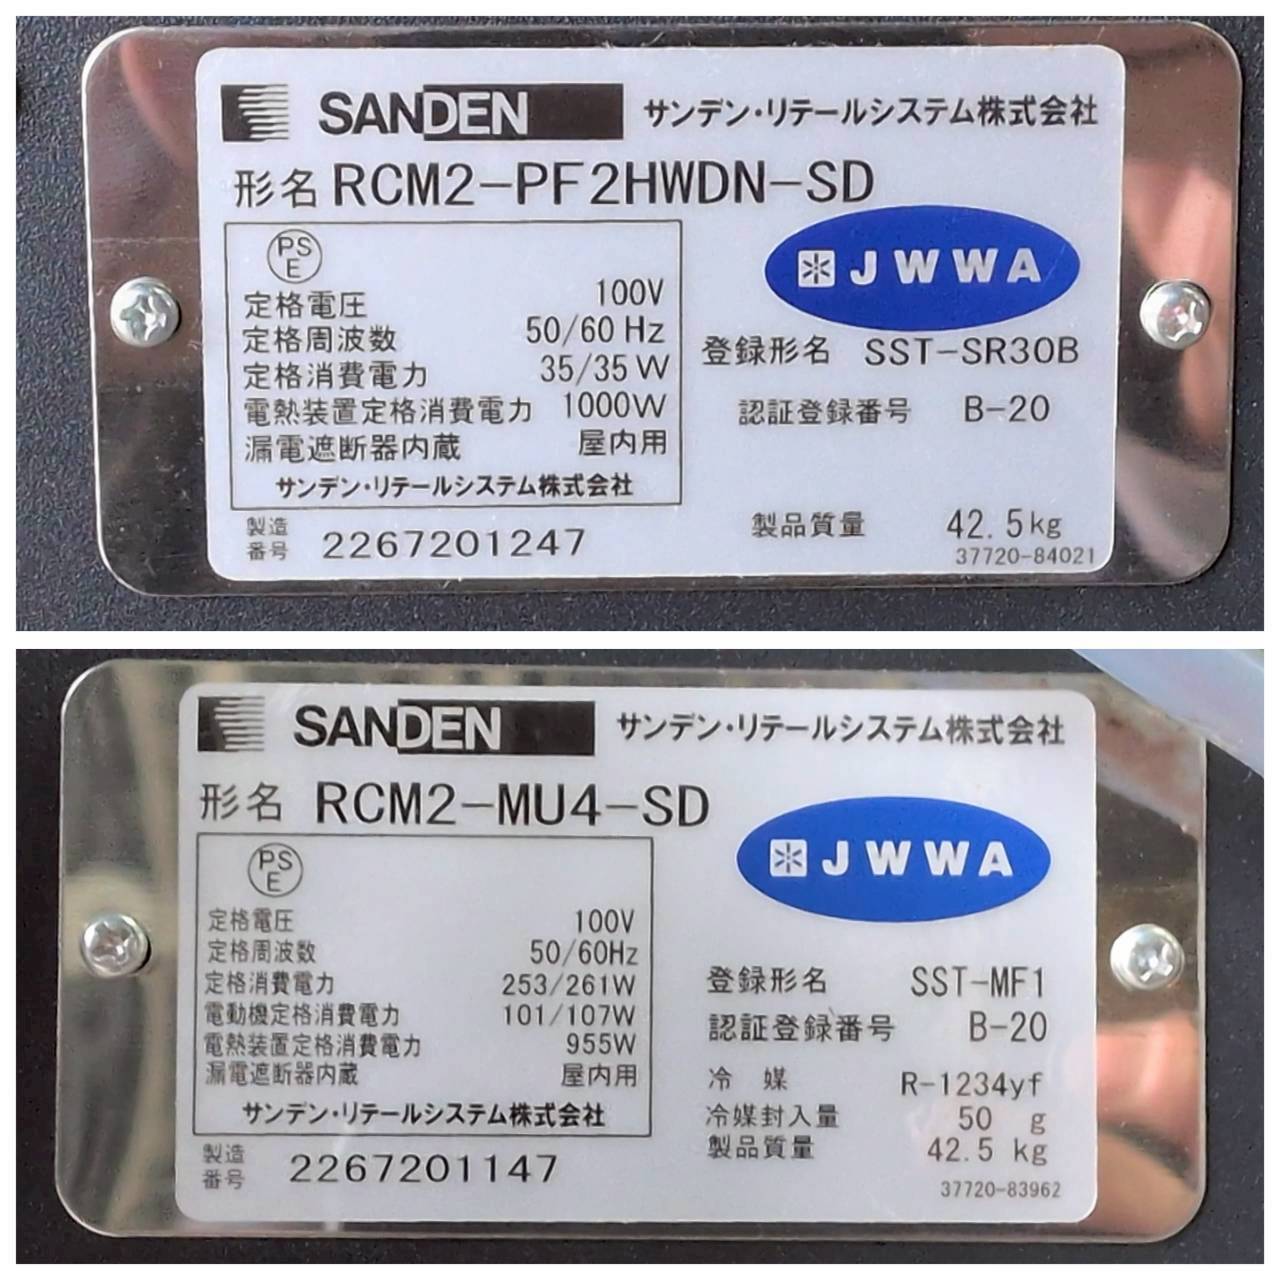 SANDEN サンデン・リテールシステム株式会社
形名 RCM2-PF2HWDN-SD
PS
E
JWWA
定格電圧 100V
定格周波数 50/60 Hz
定格消費電力 35/35 W
電熱装置定格消費電力 1000W
漏電遮断器内蔵 屋内用
サンデン・リテールシステム株式会社
登録形名 SST-SR30B
認証登録番号 B-20
製造
番号 2267201247
製品質量 42.5kg
37720-84021
SANDEN サンデン・リテールシステム株式会社
形名 RCM2-MU4-SD
PS
E
JWWA
定格電圧 100V
定格周波数 50/60Hz
定格消費電力 253/261W
電動機定格消費電力 101/107W
電熱装置定格消費電力 955W
漏電遮断器内蔵 屋内用
サンデン・リテールシステム株式会社
登録形名 SST-MF1
認証登録番号 B-20
冷媒 R-1234yf
冷媒封入量 50 g
製品質量 42.5 kg
製造
番号 2267201147
37720-83962